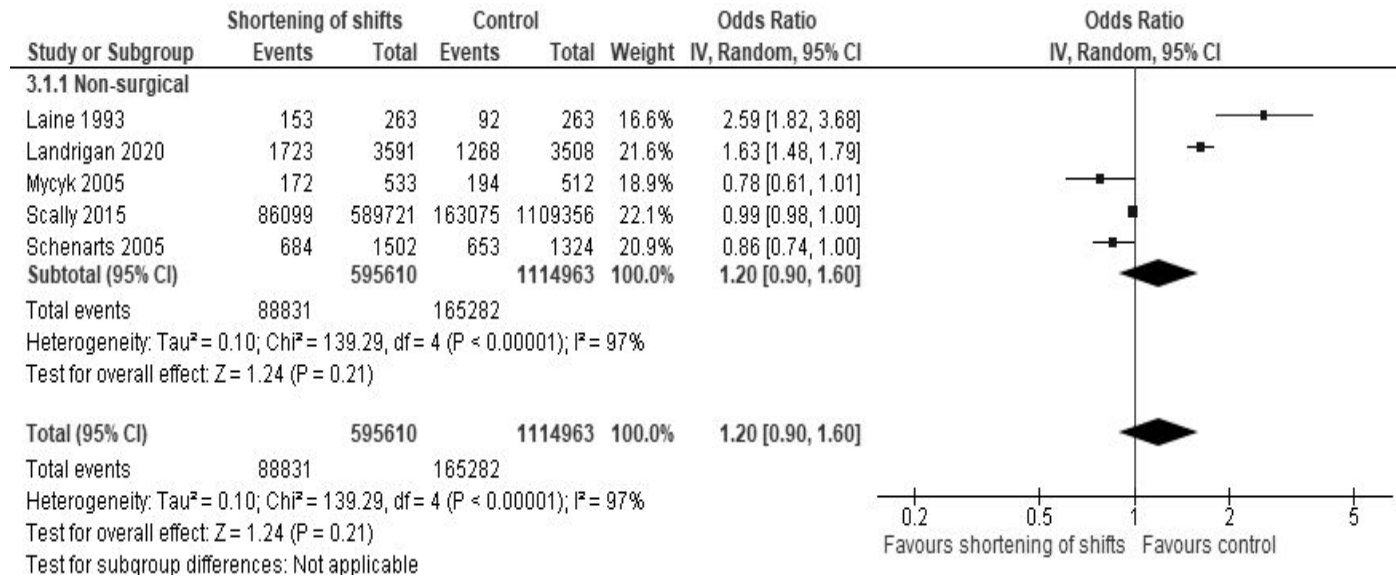 Shortening of shifts Control Odds Ratio Odds Ratio
Study or Subgroup Events Total Events Total Weight IV, Random, 95% CI IV, Random, 95% CI
3.1.1 Non-surgical
Laine 1993 153 263 92 263 16.6% 2.59 [1.82, 3.68]
Landrigan 2020 1723 3591 1268 3508 21.6% 1.63 [1.48, 1.79]
Mycyk 2005 172 533 194 512 18.9% 0.78 [0.61, 1.01]
Scally 2015 86099 589721 163075 1109356 22.1% 0.99 [0.98, 1.00]
Schenarts 2005 684 1502 653 1324 20.9% 0.86 [0.74, 1.00]
Subtotal (95% CI) 595610 1114963 100.0% 1.20 [0.90, 1.60]
Total events 88831 165282
Heterogeneity: Tau² = 0.10; Chi² = 139.29, df = 4 (P < 0.00001); I² = 97%
Test for overall effect: Z = 1.24 (P = 0.21)
Total (95% CI) 595610 1114963 100.0% 1.20 [0.90, 1.60]
Total events 88831 165282
Heterogeneity: Tau² = 0.10; Chi² = 139.29, df = 4 (P < 0.00001); I² = 97%
Test for overall effect: Z = 1.24 (P = 0.21)
Test for subgroup differences: Not applicable
0.2 0.5 1 2 5
Favours shortening of shifts Favours control